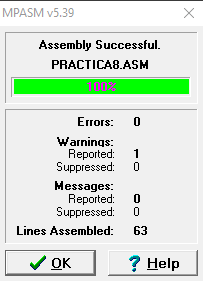 MPASM v5.39
Assembly Successful.
PRACTICA8.ASM
100%
Errors: 0
Warnings:
Reported: 1
Suppressed: 0
Messages:
Reported: 0
Suppressed: 0
Lines Assembled: 63
OK
? Help